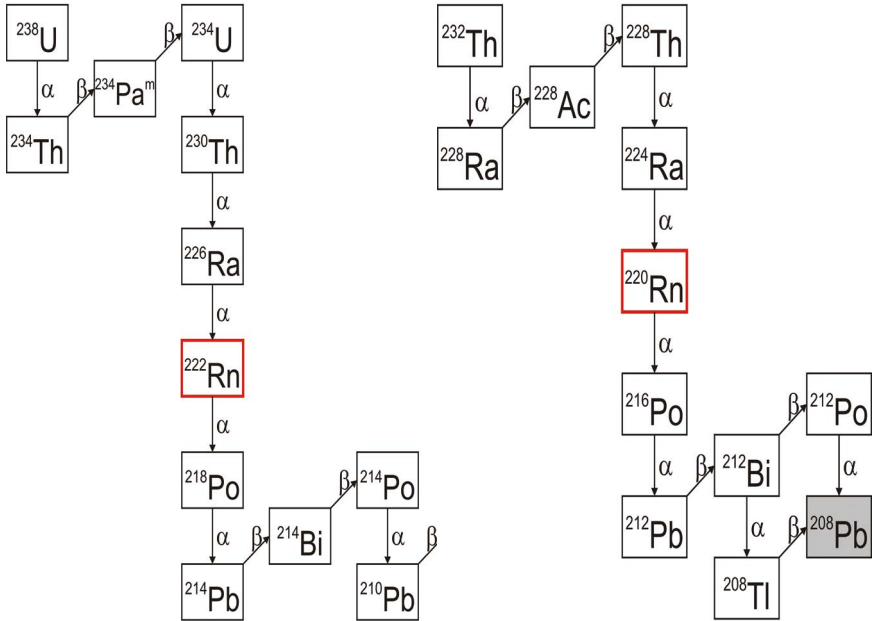 ²³⁸U
α
²³⁴Th
β
²³⁴Paᵐ
β
²³⁴U
α
²³⁰Th
α
²²⁶Ra
α
²²²Rn
α
²¹⁸Po
α
²¹⁴Pb
β
²¹⁴Bi
β
²¹⁴Po
α
²¹⁰Pb
β
²³²Th
α
²²⁸Ra
β
²²⁸Ac
β
²²⁸Th
α
²²⁴Ra
α
²²⁰Rn
α
²¹⁶Po
α
²¹²Pb
β
²¹²Bi
β
²¹²Po
α
α
²⁰⁸Tl
β
²⁰⁸Pb